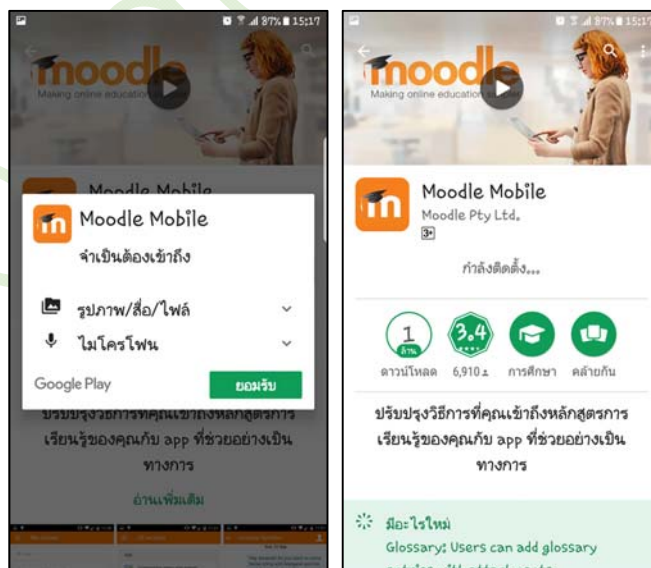 87% 15:17
moodle
Making online education
Moodle Mobile
Moodle Mobile
จำเป็นต้องเข้าถึง
รูปภาพ/สื่อ/ไฟล์
ไมโครโฟน
Google Play
ยอมรับ
ปรับปรุงวิธีการที่คุณเข้าถึงหลักสูตรการ
เรียนรู้ของคุณกับ app ที่ช่วยอย่างเป็น
ทางการ
อ่านเพิ่มเติม
87% 15:17
moodle
Making online education
Moodle Mobile
Moodle Pty Ltd.
3+
กำลังติดตั้ง...
1
ล้าน
ดาวน์โหลด
3.4
6,910
การศึกษา
คล้ายกัน
ปรับปรุงวิธีการที่คุณเข้าถึงหลักสูตรการ
เรียนรู้ของคุณกับ app ที่ช่วยอย่างเป็น
ทางการ
มีอะไรใหม่
Glossary: Users can add glossary